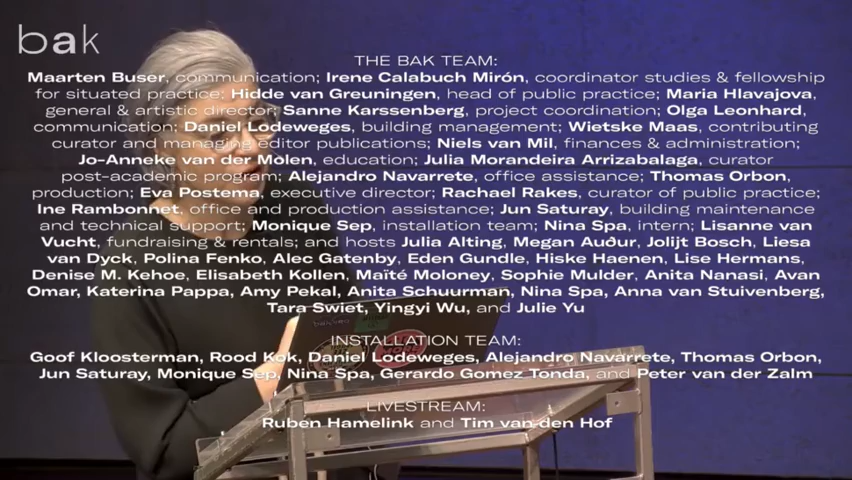 bak
THE BAK TEAM:
Maarten Buser, communication; Irene Calabuch Mirón, coordinator studies & fellowship
for situated practice; Hidde van Greuningen, head of public practice; Maria Hlavajova,
general & artistic director; Sanne Karssenberg, project coordination; Olga Leonhard,
communication; Daniel Lodeweges, building management; Wietske Maas, contributing
curator and managing editor publications; Niels van Mil, finances & administration;
Jo-Anneke van der Molen, education; Julia Morandeira Arrizabalaga, curator
post-academic program; Alejandro Navarrete, office assistance; Thomas Orbon,
production; Eva Postema, executive director; Rachael Rakes, curator of public practice;
Ine Rambonnet, office and production assistance; Jun Saturay, building maintenance
and technical support; Monique Sep, installation team; Nina Spa, intern; Lisanne van
Vucht, fundraising & rentals; and hosts Julia Alting, Megan Auður, Jolijt Bosch, Liesa
van Dyck, Polina Fenko, Alec Gatenby, Eden Gundle, Hiske Haenen, Lise Hermans,
Denise M. Kehoe, Elisabeth Kollen, Maïté Moloney, Sophie Mulder, Anita Nanasi, Avan
Omar, Katerina Pappa, Amy Pekal, Anita Schuurman, Nina Spa, Anna van Stuivenberg,
Tara Swiet, Yingyi Wu, and Julie Yu
INSTALLATION TEAM:
Goof Kloosterman, Rood Kok, Daniel Lodeweges, Alejandro Navarrete, Thomas Orbon,
Jun Saturay, Monique Sep, Nina Spa, Gerardo Gomez Tonda, and Peter van der Zalm
LIVESTREAM:
Ruben Hamelink and Tim van den Hof